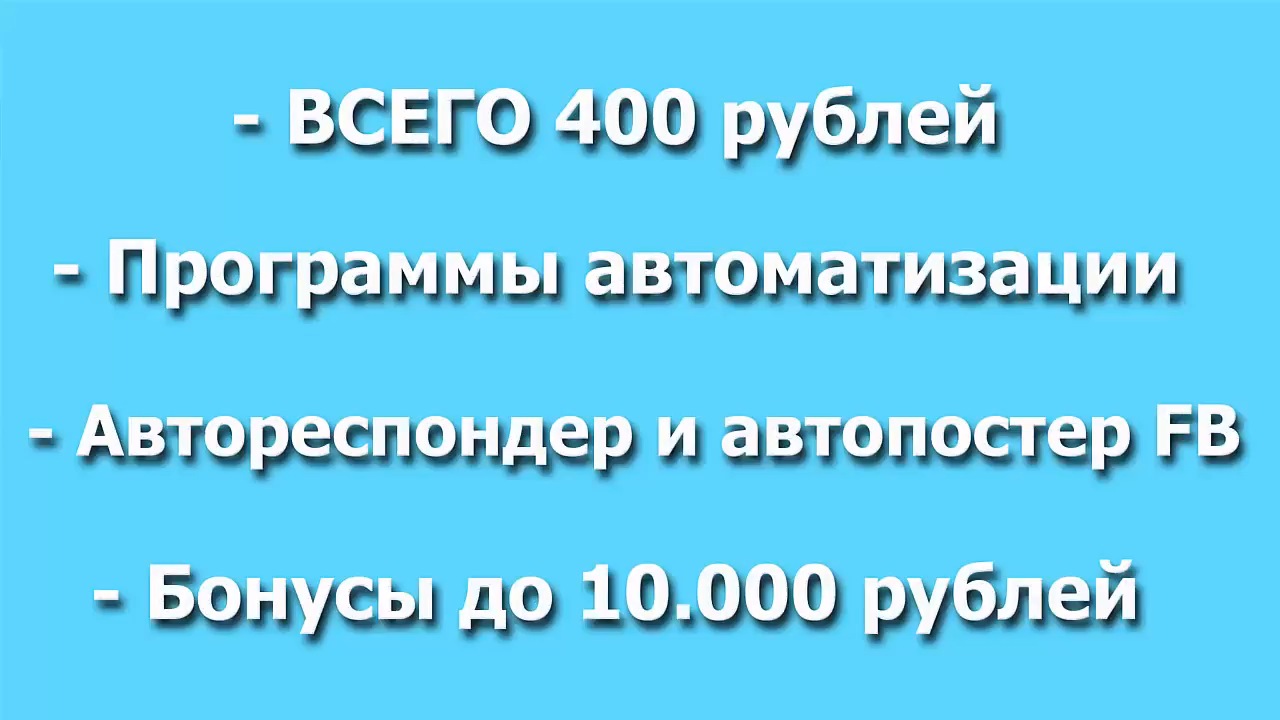 - ВСЕГО 400 рублей
- Программы автоматизации
- Автореспондер и автопостер FB
- Бонусы до 10.000 рублей